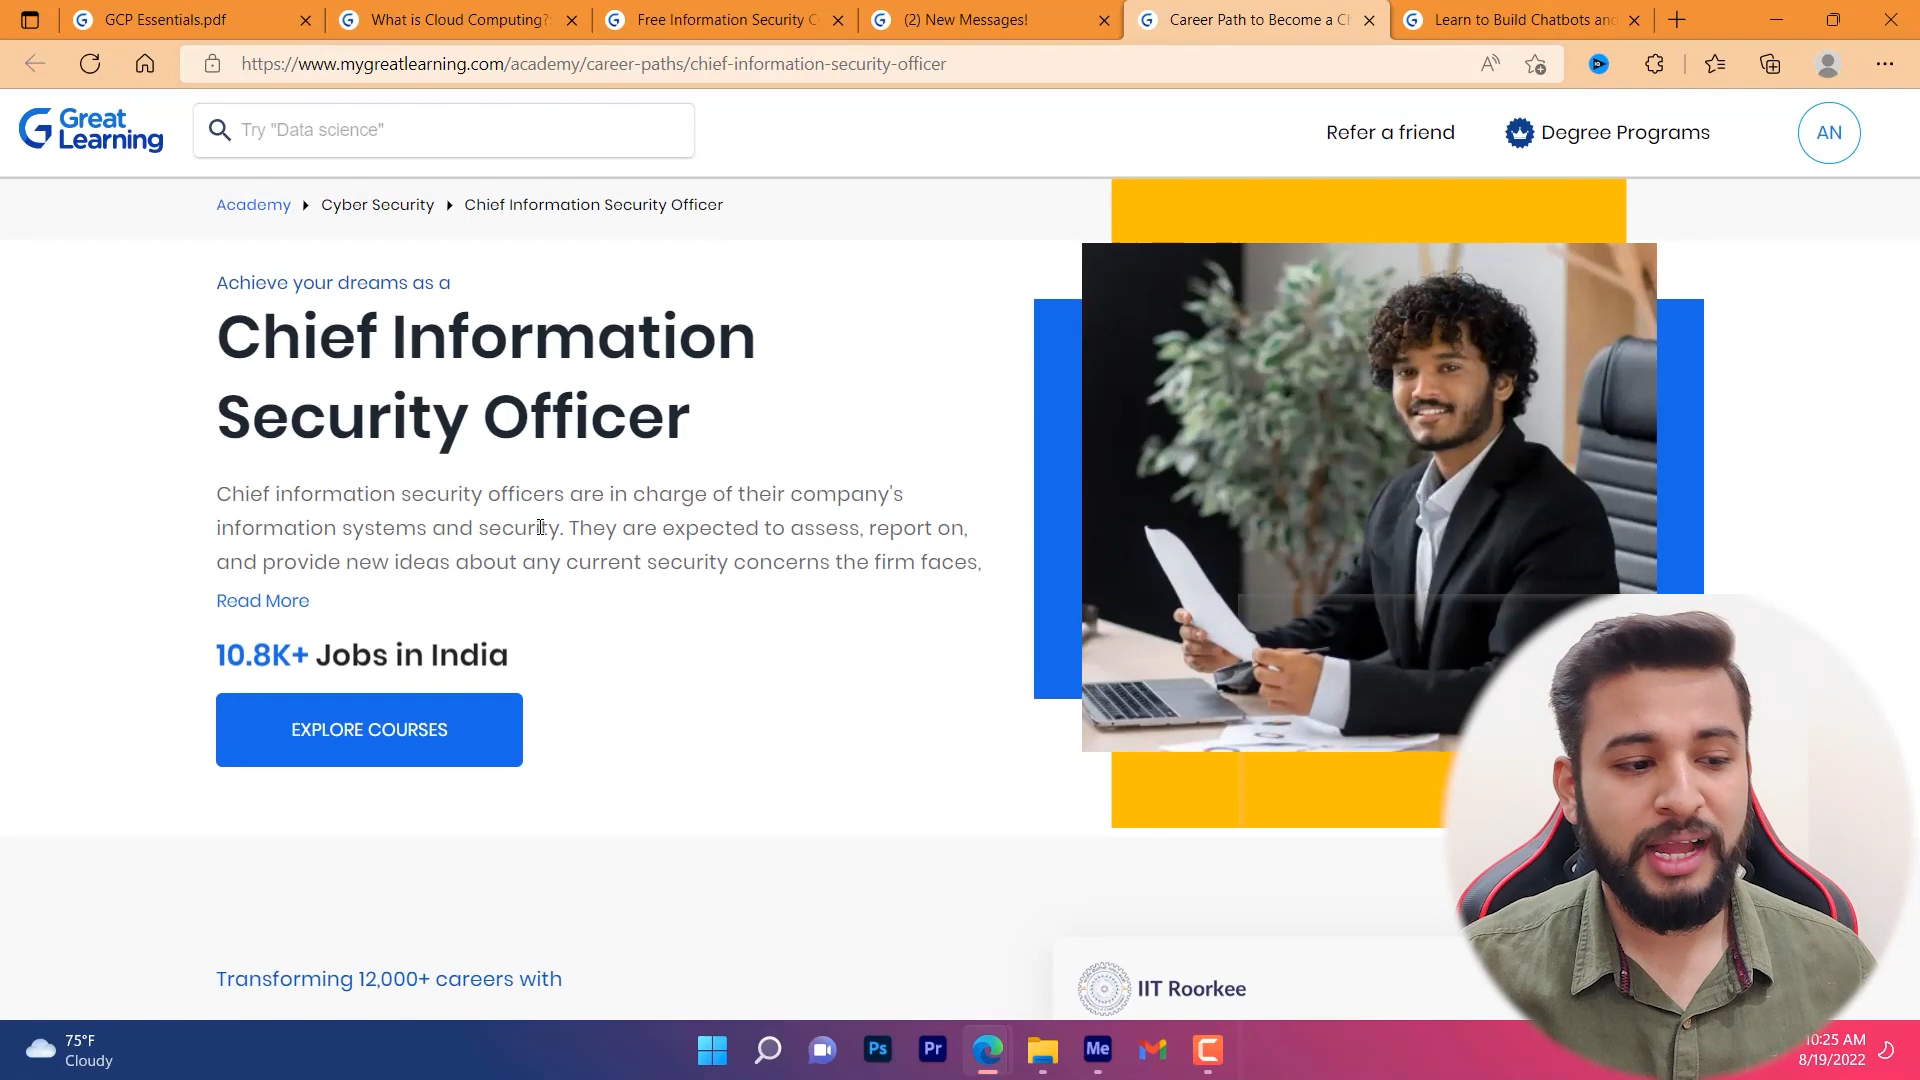 GCP Essentials.pdf
What is Cloud Computing?
Free Information Security C
(2) New Messages!
Career Path to Become a Ch
Learn to Build Chatbots and
https://www.mygreatlearning.com/academy/career-paths/chief-information-security-officer
Great
Learning
Try "Data science"
Refer a friend
Degree Programs
AN
Academy
Cyber Security
Chief Information Security Officer
Achieve your dreams as a
Chief Information
Security Officer
Chief information security officers are in charge of their company's
information systems and security. They are expected to assess, report on,
and provide new ideas about any current security concerns the firm faces,
Read More
10.8K+ Jobs in India
EXPLORE COURSES
Transforming 12,000+ careers with
IIT Roorkee
75°F
Cloudy
Ps
Pr
Me
10:25 AM
8/19/2022